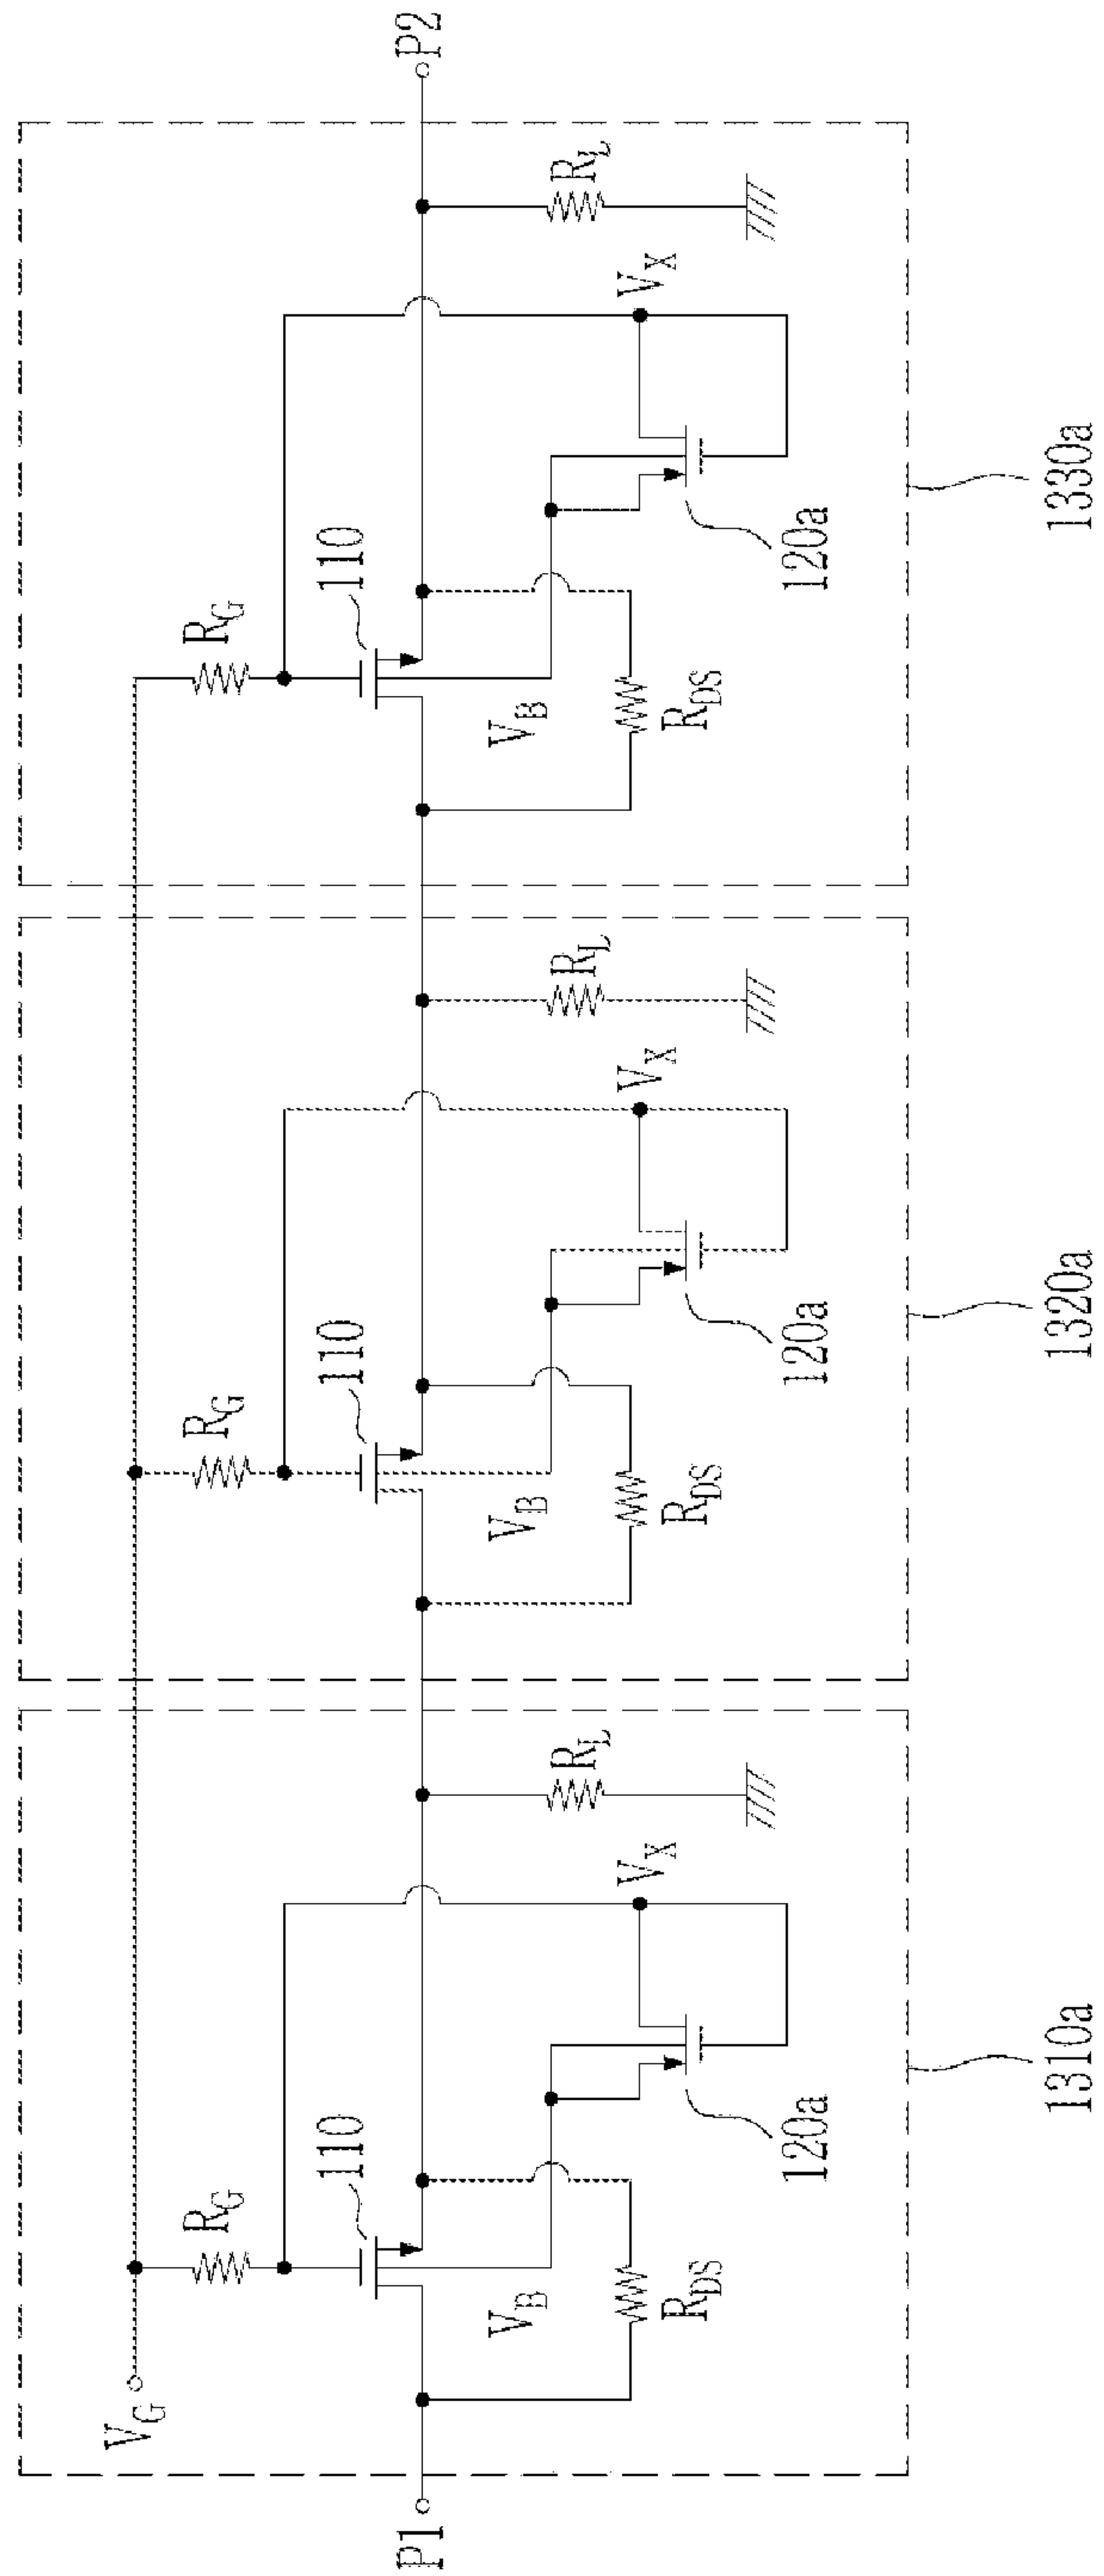 V_G
R_G
R_G
R_G
110
110
110
P1
P2
V_B
V_B
V_B
R_L
R_L
R_L
R_DS
V_X
R_DS
V_X
R_DS
V_X
120a
120a
120a
1310a
1320a
1330a